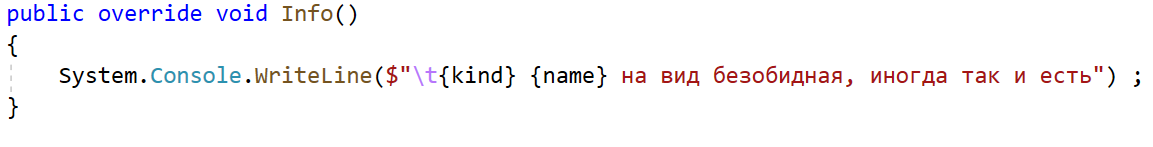 public override void Info()
{
System.Console.WriteLine($"\t{kind} {name} на вид безобидная, иногда так и есть") ;
}